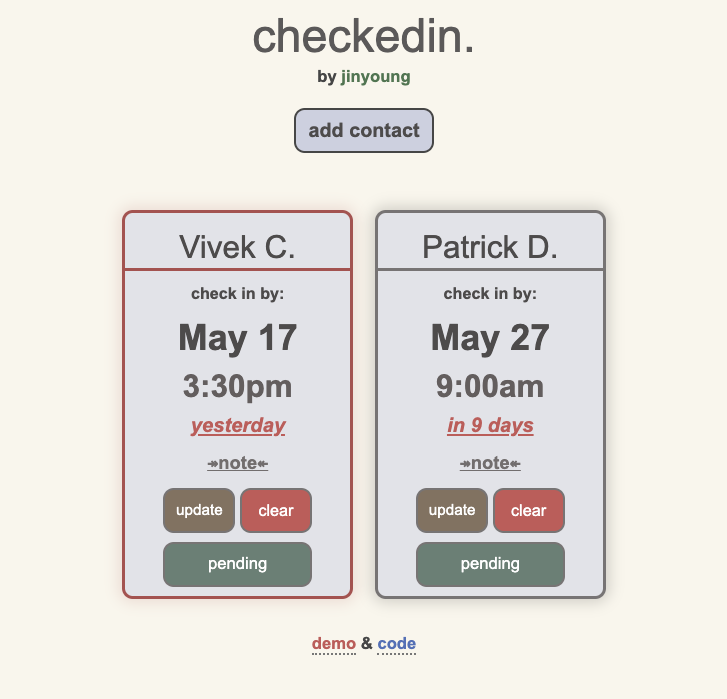 checkedin.
by jinyoung
add contact
Vivek C.
check in by:
May 17
3:30pm
yesterday
↠note↞
update clear
pending
Patrick D.
check in by:
May 27
9:00am
in 9 days
↠note↞
update clear
pending
demo & code